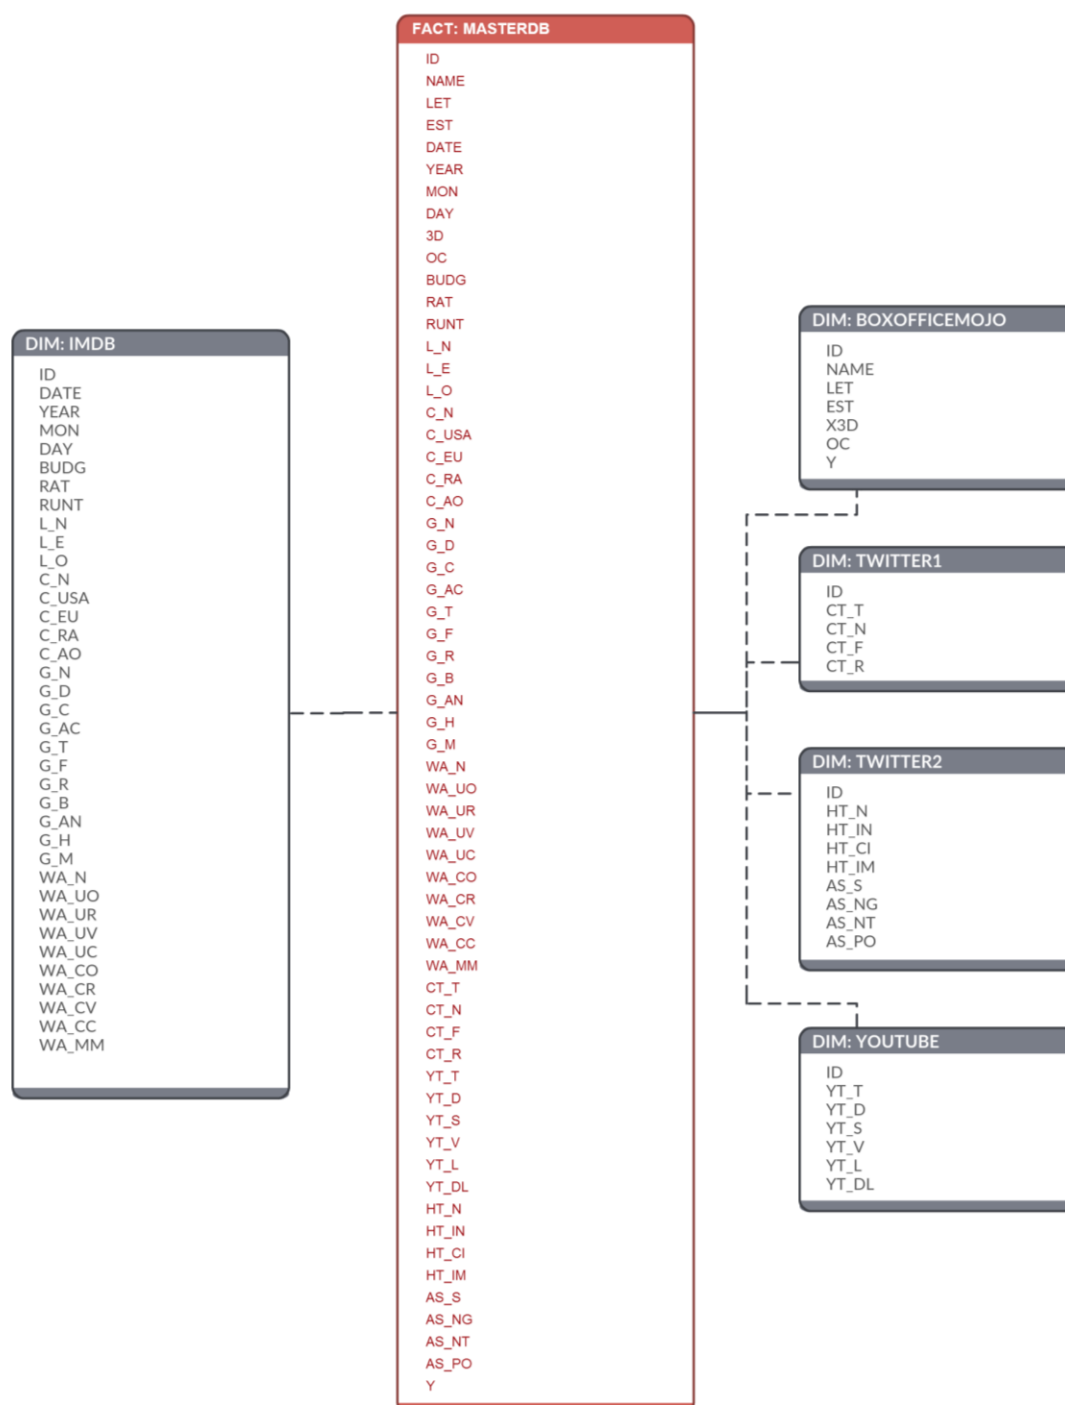 FACT: MASTERDB
ID
NAME
LET
EST
DATE
YEAR
MON
DAY
3D
OC
BUDG
RAT
RUNT
L_N
L_E
L_O
C_N
C_USA
C_EU
C_RA
C_AO
G_N
G_D
G_C
G_AC
G_T
G_F
G_R
G_B
G_AN
G_H
G_M
WA_N
WA_UO
WA_UR
WA_UV
WA_UC
WA_CO
WA_CR
WA_CV
WA_CC
WA_MM
CT_T
CT_N
CT_F
CT_R
YT_T
YT_D
YT_S
YT_V
YT_L
YT_DL
HT_N
HT_IN
HT_CI
HT_IM
AS_S
AS_NG
AS_NT
AS_PO
Y
DIM: IMDB
ID
DATE
YEAR
MON
DAY
BUDG
RAT
RUNT
L_N
L_E
L_O
C_N
C_USA
C_EU
C_RA
C_AO
G_N
G_D
G_C
G_AC
G_T
G_F
G_R
G_B
G_AN
G_H
G_M
WA_N
WA_UO
WA_UR
WA_UV
WA_UC
WA_CO
WA_CR
WA_CV
WA_CC
WA_MM
DIM: BOXOFFICEMOJO
ID
NAME
LET
EST
X3D
OC
Y
DIM: TWITTER1
ID
CT_T
CT_N
CT_F
CT_R
DIM: TWITTER2
ID
HT_N
HT_IN
HT_CI
HT_IM
AS_S
AS_NG
AS_NT
AS_PO
DIM: YOUTUBE
ID
YT_T
YT_D
YT_S
YT_V
YT_L
YT_DL